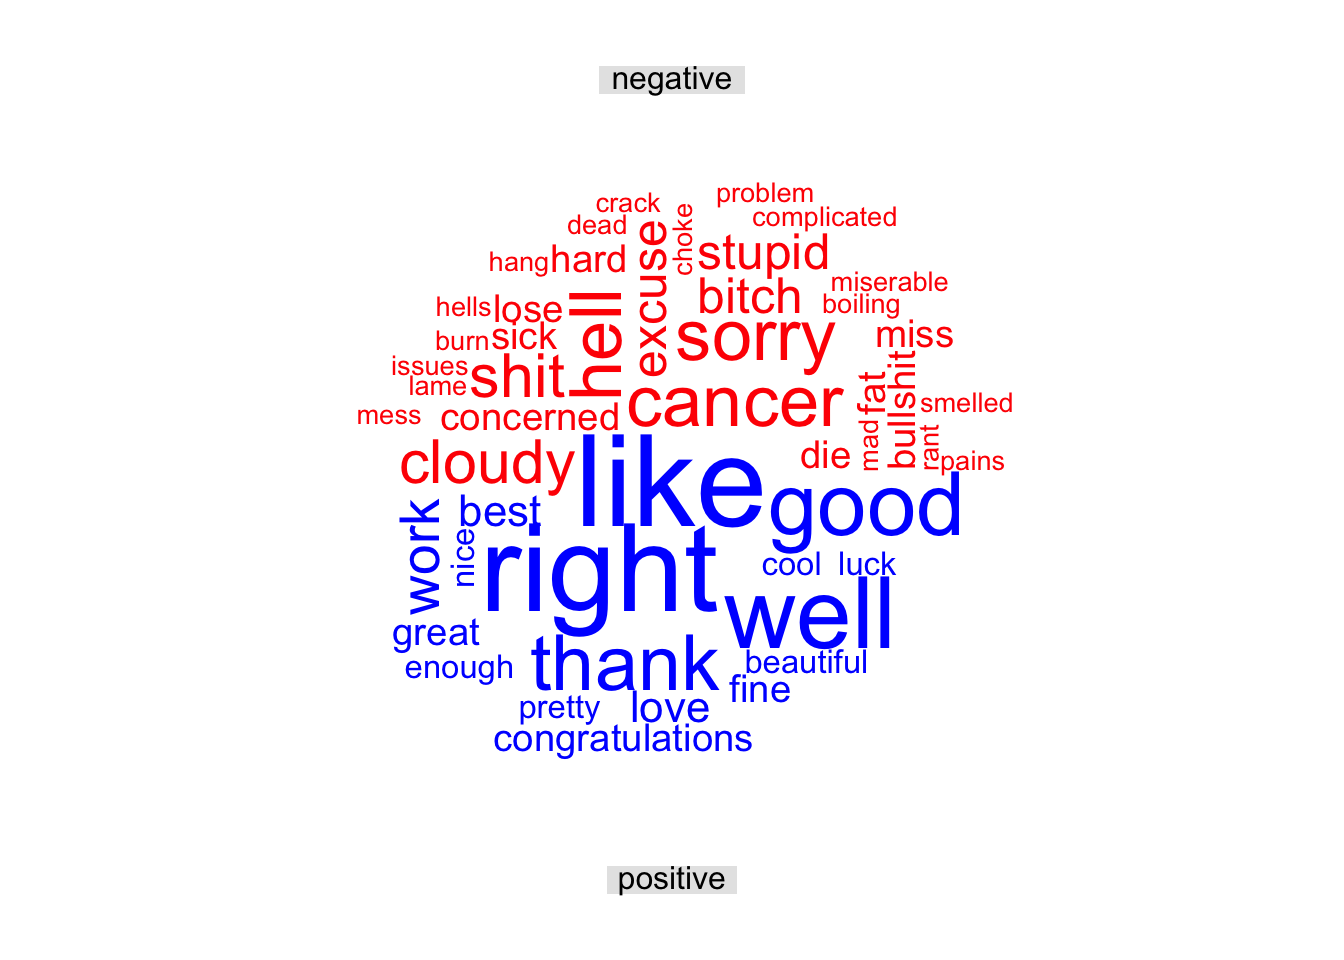 negative
problem
crack
complicated
dead
choke
excuse
stupid
hang
hard
miserable
bitch
boiling
hells
lose
hell
sorry
miss
burn
sick
issues
shit
lame
fat
bullshit
cancer
smelled
mess
concerned
mad
rant
die
pains
cloudy
like
good
best
work
nice
right
cool
luck
well
great
thank
enough
beautiful
fine
pretty
love
congratulations
positive